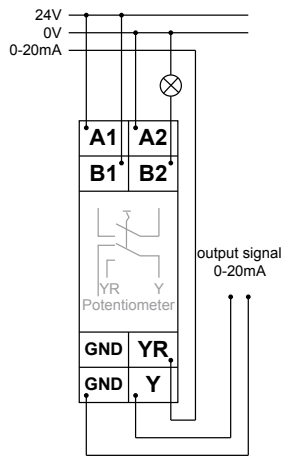 24V
0V
0-20mA
A1 A2
B1 B2
output signal
0-20mA
YR Y
Potentiometer
GND YR
GND Y